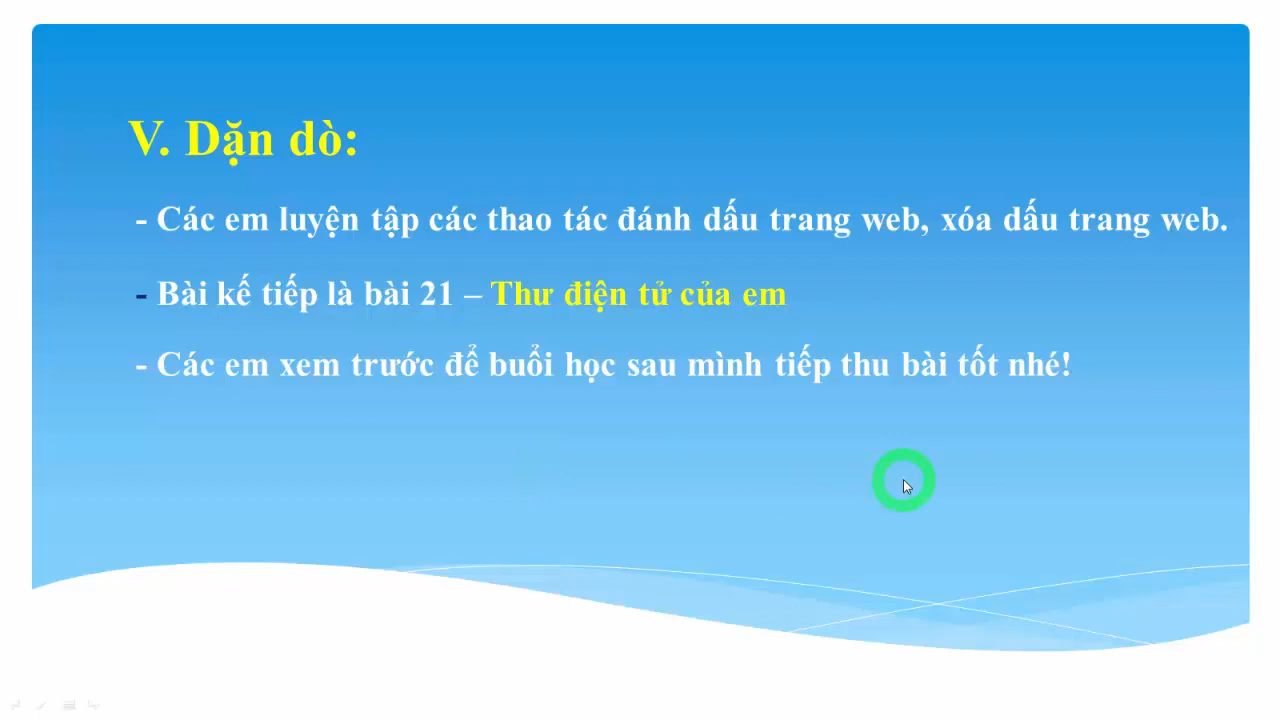 V. Dặn dò:
- Các em luyện tập các thao tác đánh dấu trang web, xóa dấu trang web.
- Bài kế tiếp là bài 21 – Thư điện tử của em
- Các em xem trước để buổi học sau mình tiếp thu bài tốt nhé!